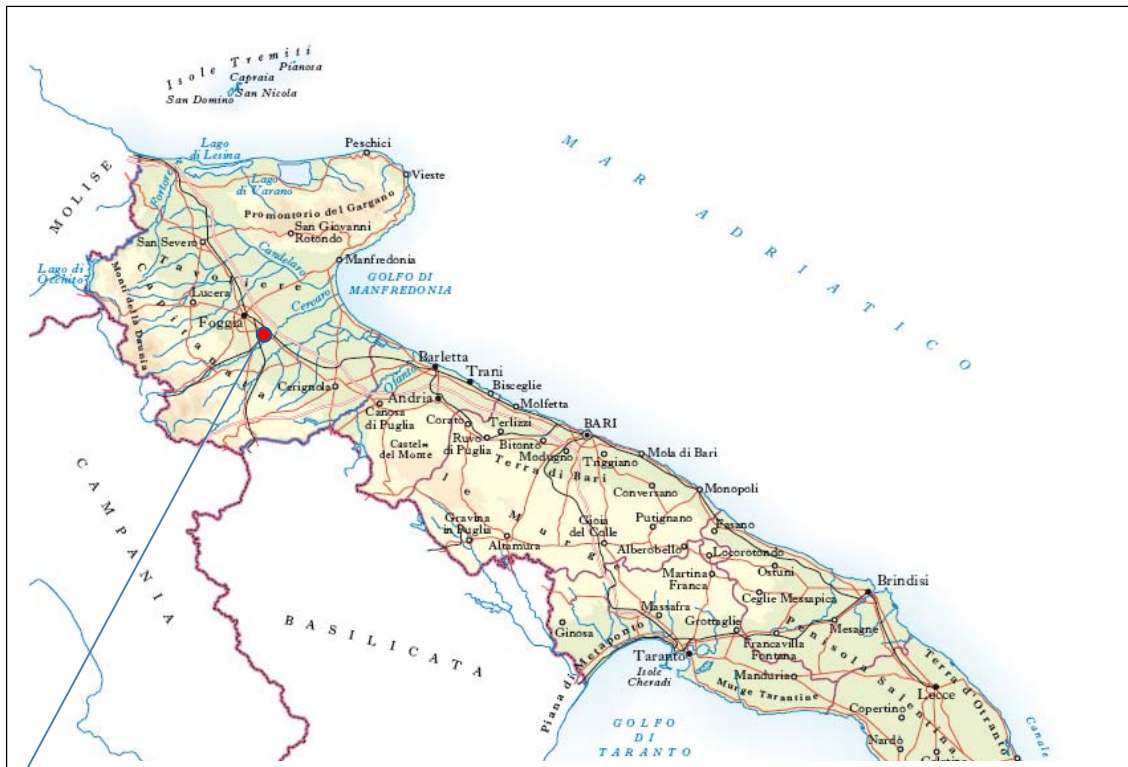 Isole Tremiti
Pianosa
Capraia
San Nicola
San Domino
MAR ADRIATICO
MOLISE
Lago
di Lesina
Peschici
Fortore
Lago
di Varano
Vieste
Promontorio del Gargano
San Giovanni
Rotondo
San Severo
Candelaro
Manfredonia
Lago di
Occhito
GOLFO DI
MANFREDONIA
Monti della Daunia
Tavoliere
Capitanata
Lucera
Cervaro
Foggia
Barletta
Trani
Bisceglie
Ofanto
Cerignola
Andria
Molfetta
Canosa
di Puglia
Corato
Terlizzi
BARI
Ruvo
di Puglia
Bitonto
Modugno
Mola di Bari
Castel
del Monte
Triggiano
Terra di Bari
Conversano
Monopoli
le Murge
CAMPANIA
Gravina
in Puglia
Altamura
Gioia
del Colle
Putignano
Fasano
Alberobello
Locorotondo
Martina
Franca
Ostuni
Brindisi
Ceglie Messapica
BASILICATA
Massafra
Ginosa
Grottaglie
Mesagne
Piana di Metaponto
Taranto
Francavilla
Fontana
Penisola Salentina
Terra d'Otranto
Isole
Cheradi
Manduria
Murge Tarantine
Lecce
Copertino
GOLFO
DI
TARANTO
Nardò
Canale